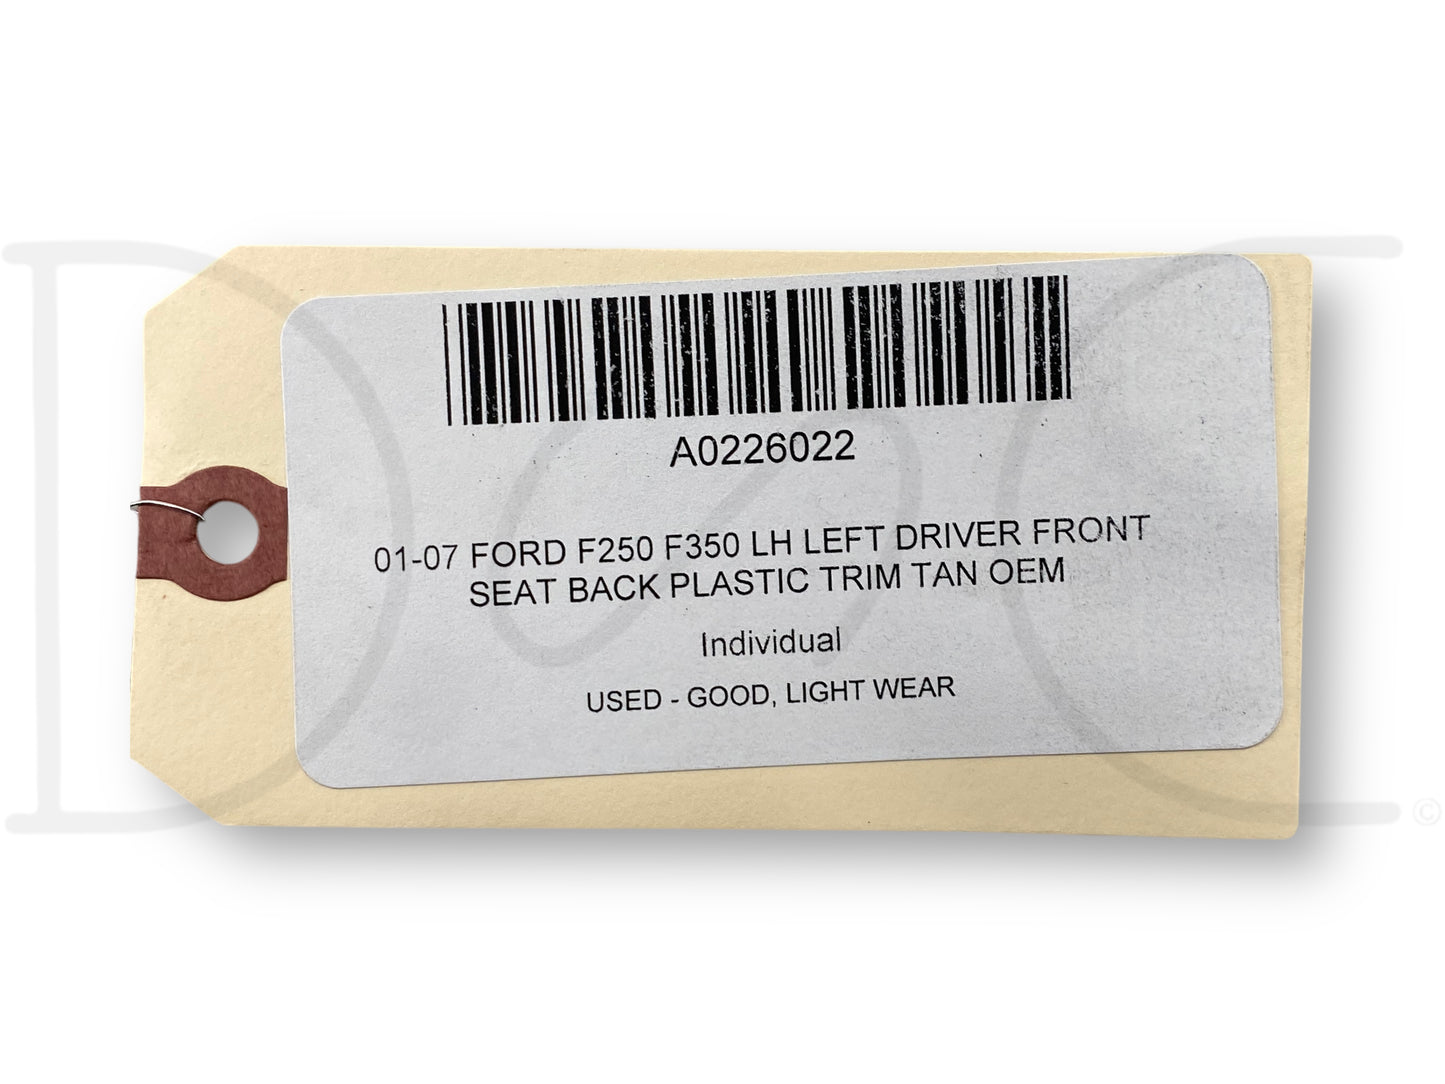 A0226022
01-07 FORD F250 F350 LH LEFT DRIVER FRONT
SEAT BACK PLASTIC TRIM TAN OEM
Individual
USED - GOOD, LIGHT WEAR
©